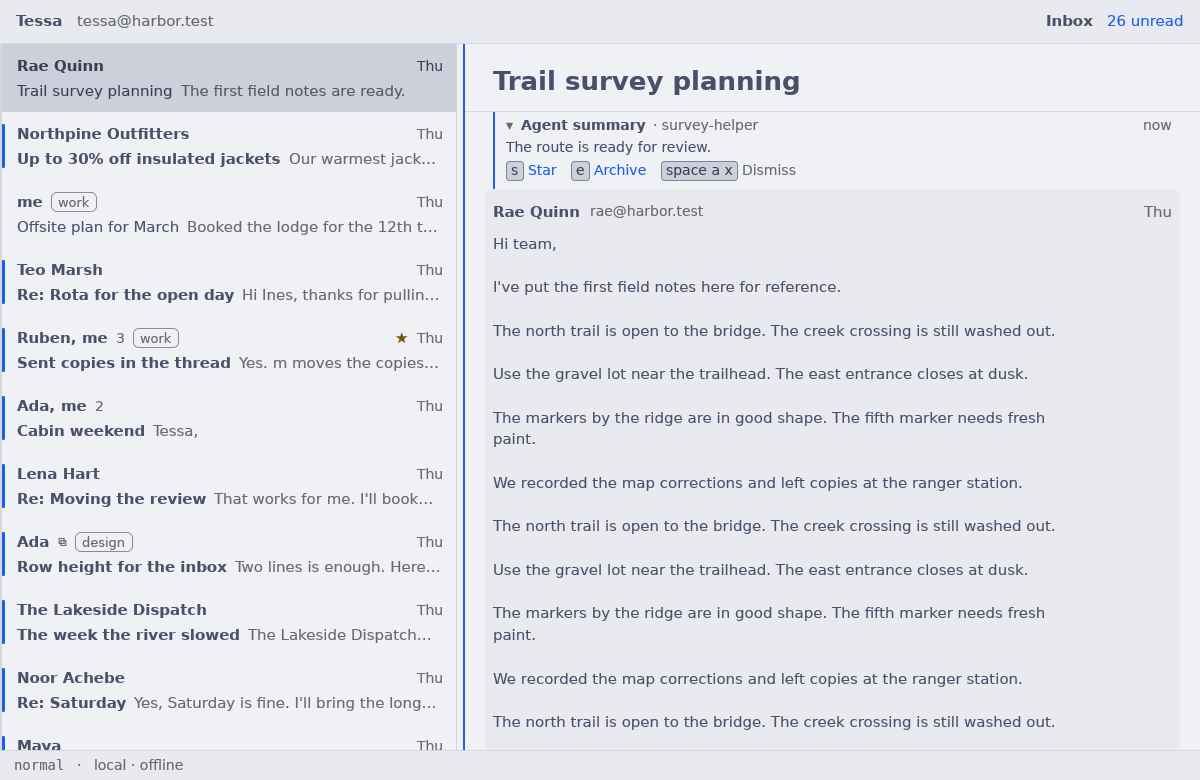 Tessa tessa@harbor.test
Inbox 26 unread
Rae Quinn Thu
Trail survey planning The first field notes are ready.
Northpine Outfitters Thu
Up to 30% off insulated jackets Our warmest jack…
me work Thu
Offsite plan for March Booked the lodge for the 12th t…
Teo Marsh Thu
Re: Rota for the open day Hi Ines, thanks for pullin…
Ruben, me 3 work ★ Thu
Sent copies in the thread Yes. m moves the copies…
Ada, me 2 Thu
Cabin weekend Tessa,
Lena Hart Thu
Re: Moving the review That works for me. I'll book…
Ada ⧉ design Thu
Row height for the inbox Two lines is enough. Here…
The Lakeside Dispatch Thu
The week the river slowed The Lakeside Dispatch…
Noor Achebe Thu
Re: Saturday Yes, Saturday is fine. I'll bring the long…
Maya Thu
Trail survey planning
▾ Agent summary · survey-helper now
The route is ready for review.
s Star e Archive space a x Dismiss
Rae Quinn rae@harbor.test Thu
Hi team,
I've put the first field notes here for reference.
The north trail is open to the bridge. The creek crossing is still washed out.
Use the gravel lot near the trailhead. The east entrance closes at dusk.
The markers by the ridge are in good shape. The fifth marker needs fresh
paint.
We recorded the map corrections and left copies at the ranger station.
The north trail is open to the bridge. The creek crossing is still washed out.
Use the gravel lot near the trailhead. The east entrance closes at dusk.
The markers by the ridge are in good shape. The fifth marker needs fresh
paint.
We recorded the map corrections and left copies at the ranger station.
The north trail is open to the bridge. The creek crossing is still washed out.
normal · local · offline